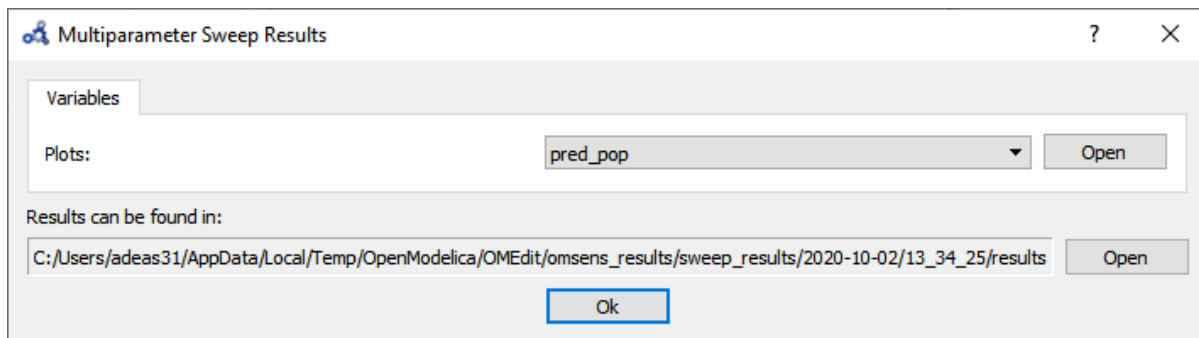 Multiparameter Sweep Results ?
Variables
Plots: pred_pop Open
Results can be found in:
C:/Users/adeas31/AppData/Local/Temp/OpenModelica/OMEdit/omsens_results/sweep_results/2020-10-02/13_34_25/results Open
Ok